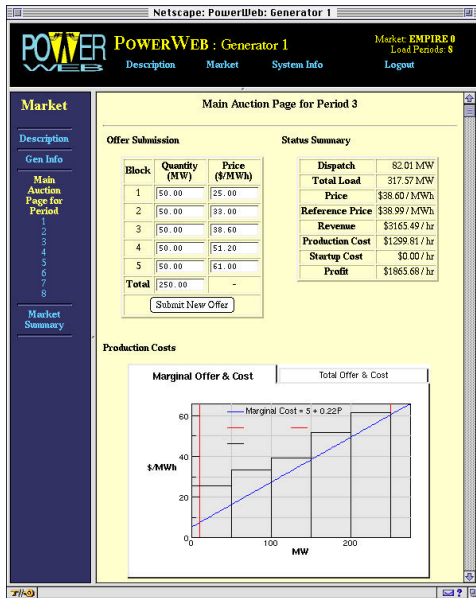 Netscape: PowerWeb: Generator 1
POWER
WEB
POWERWEB : Generator 1
Market: EMPIRE 0
Load Periods: 8
Description Market System Info Logout
Market
Description
Gen Info
Main
Auction
Page for
Period
1
2
3
4
5
6
7
8
Market
Summary
Main Auction Page for Period 3
Offer Submission
Block Quantity (MW) Price ($/MWh)
1 50.00 25.00
2 50.00 33.00
3 50.00 38.60
4 50.00 51.20
5 50.00 61.00
Total 250.00 -
Submit New Offer
Status Summary
Dispatch 82.01 MW
Total Load 317.57 MW
Price $38.60 / MWh
Reference Price $38.99 / MWh
Revenue $3165.49 / hr
Production Cost $1299.81 / hr
Startup Cost $0.00 / hr
Profit $1865.68 / hr
Production Costs
Marginal Offer & Cost Total Offer & Cost
Marginal Cost = 5 + 0.22P
60
40
20
0
$/MWh
0 100 200
MW